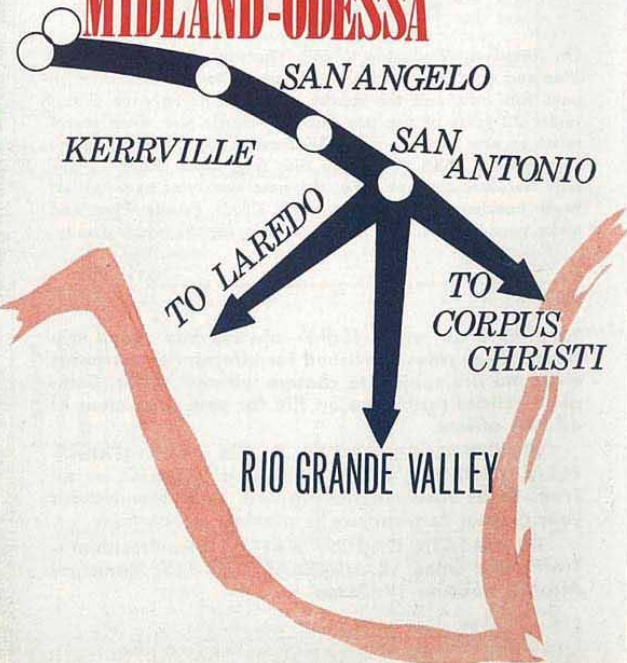 MIDLAND-ODESSA
SAN ANGELO
KERRVILLE
SAN
ANTONIO
TO LAREDO
TO
CORPUS
CHRISTI
RIO GRANDE VALLEY